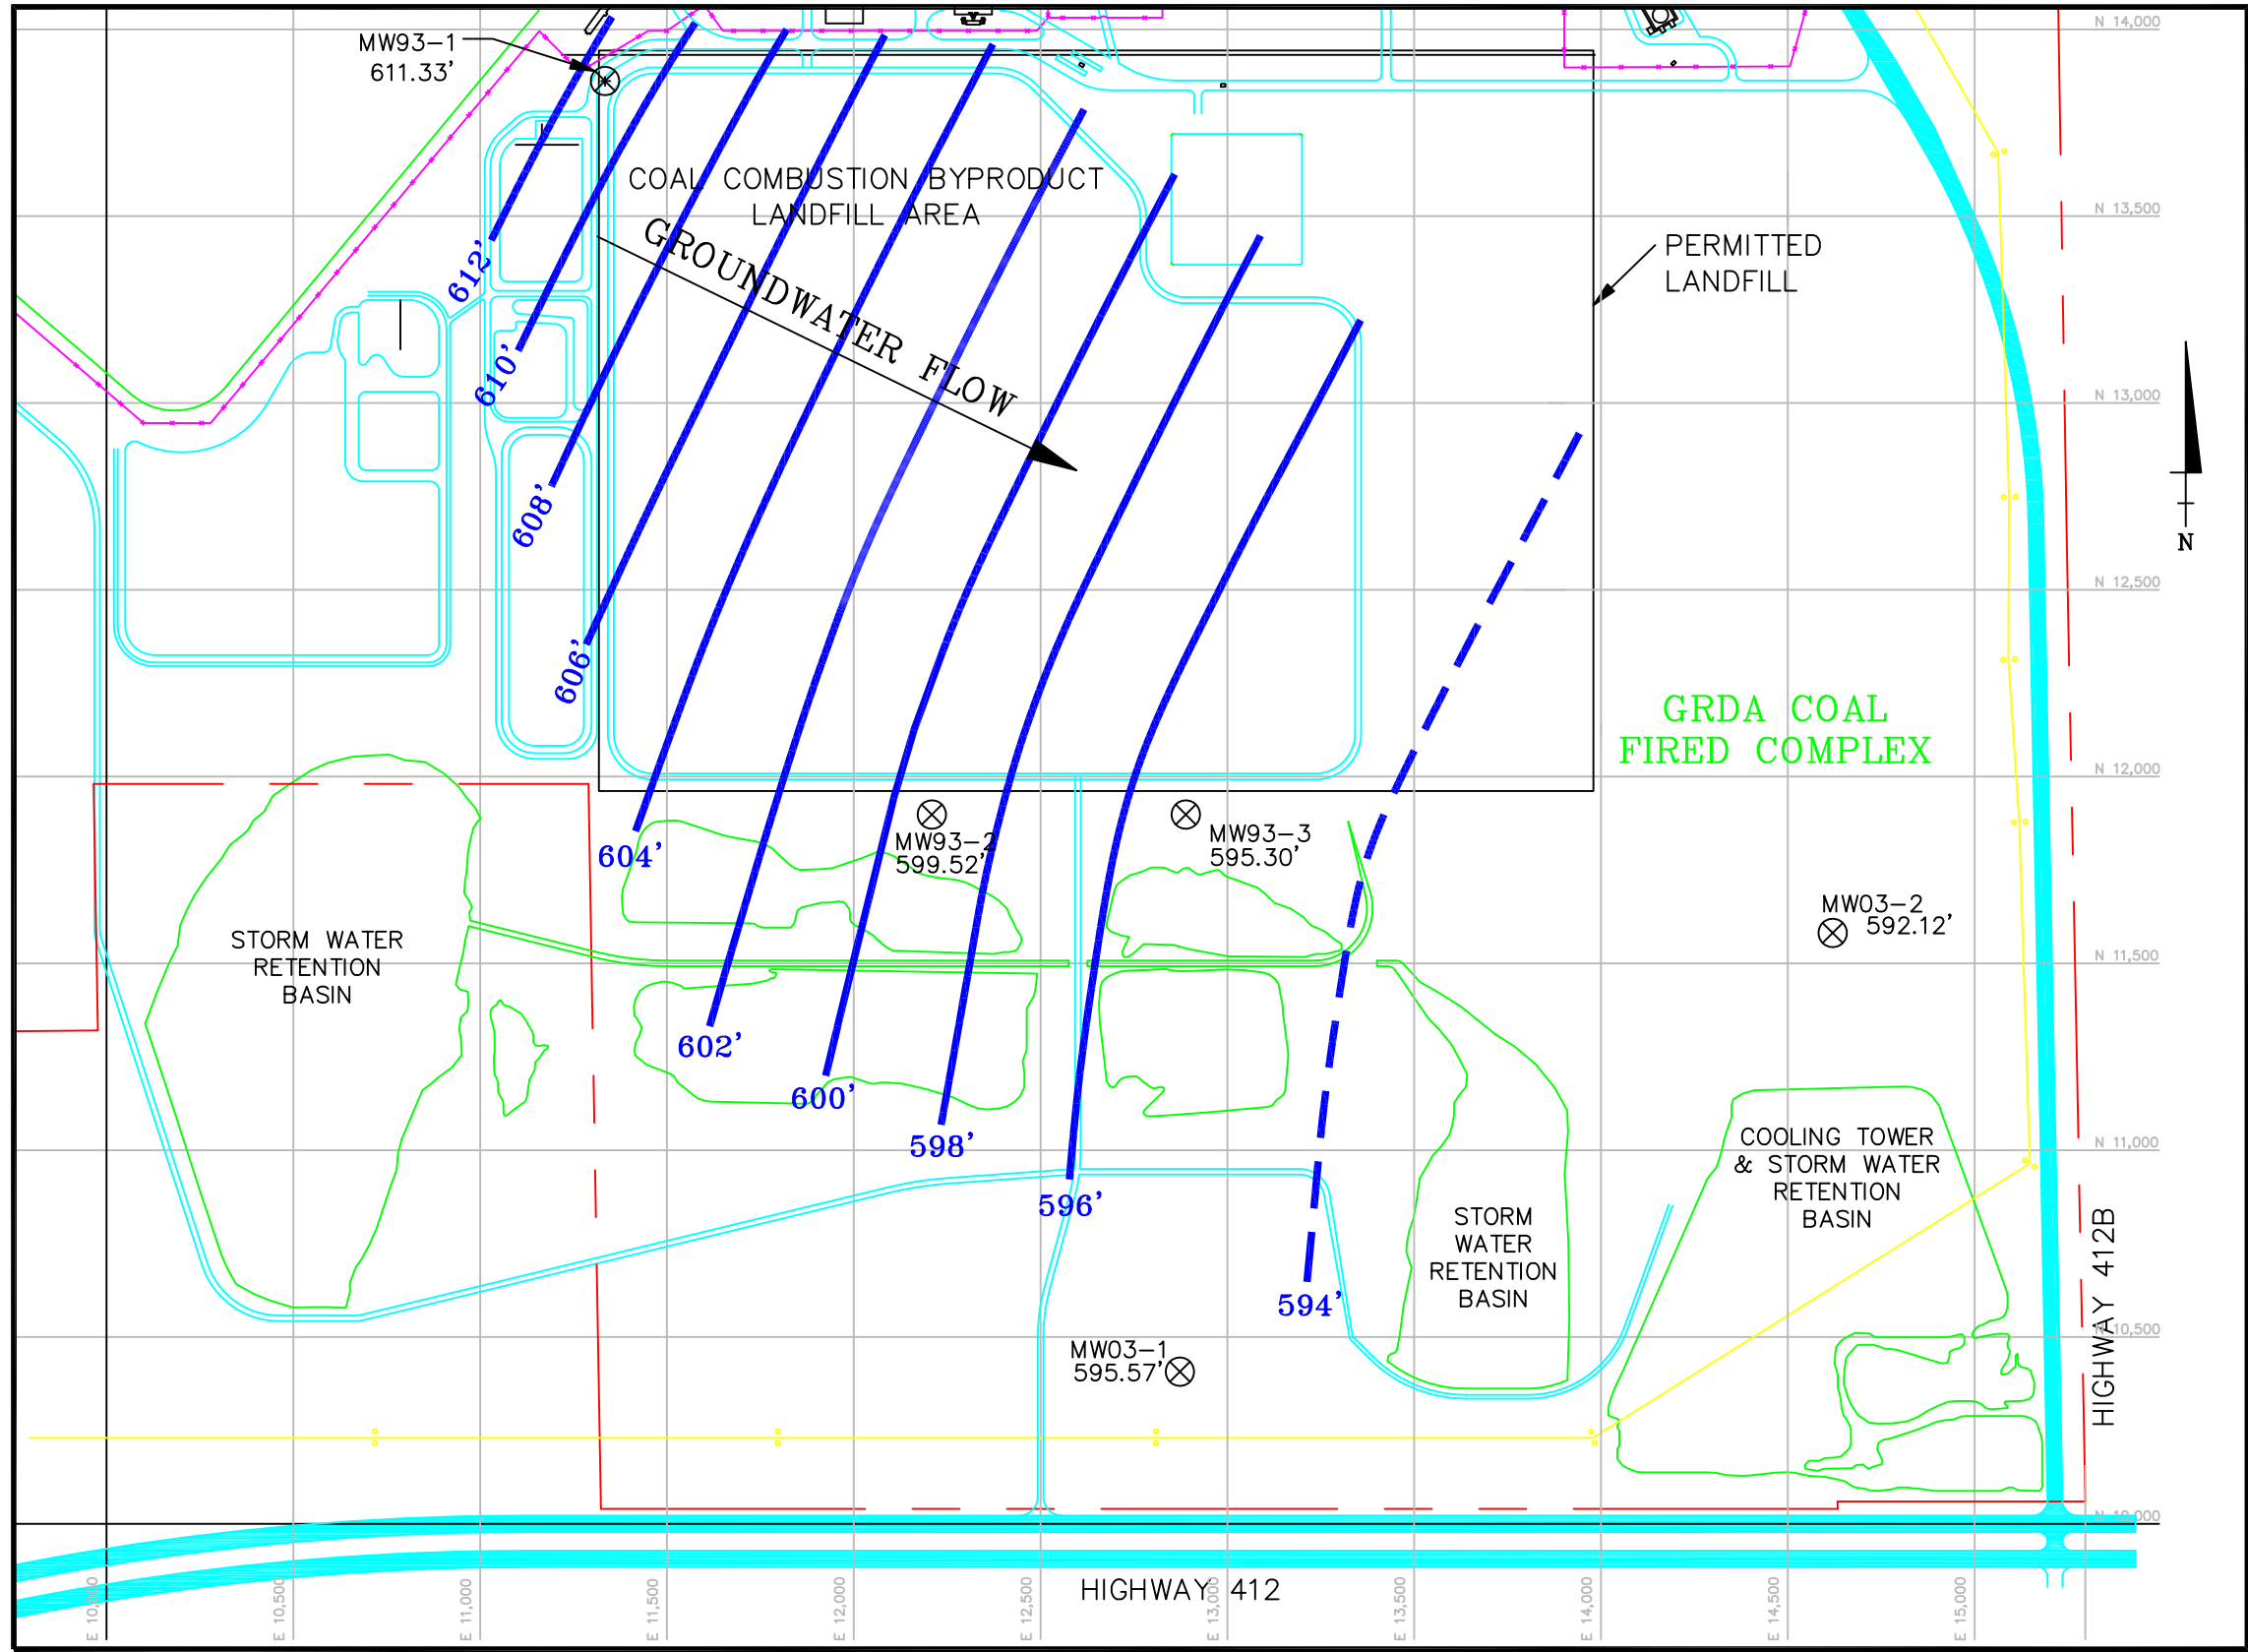 N 14,000
MW93-1
611.33'
COAL COMBUSTION BYPRODUCT
LANDFILL AREA
N 13,500
GROUNDWATER FLOW
PERMITTED
LANDFILL
612'
610'
N 13,000
608'
N
N 12,500
606'
GRDA COAL
FIRED COMPLEX
N 12,000
604'
MW93-2
599.52'
MW93-3
595.30'
MW03-2
592.12'
STORM WATER
RETENTION
BASIN
N 11,500
602'
600'
598'
N 11,000
COOLING TOWER
& STORM WATER
RETENTION
BASIN
596'
STORM
WATER
RETENTION
BASIN
594'
HIGHWAY 412B
N 10,500
MW03-1
595.57'
N 10,000
HIGHWAY 412
E 10,000
E 10,500
E 11,000
E 11,500
E 12,000
E 12,500
E 13,000
E 13,500
E 14,000
E 14,500
E 15,000